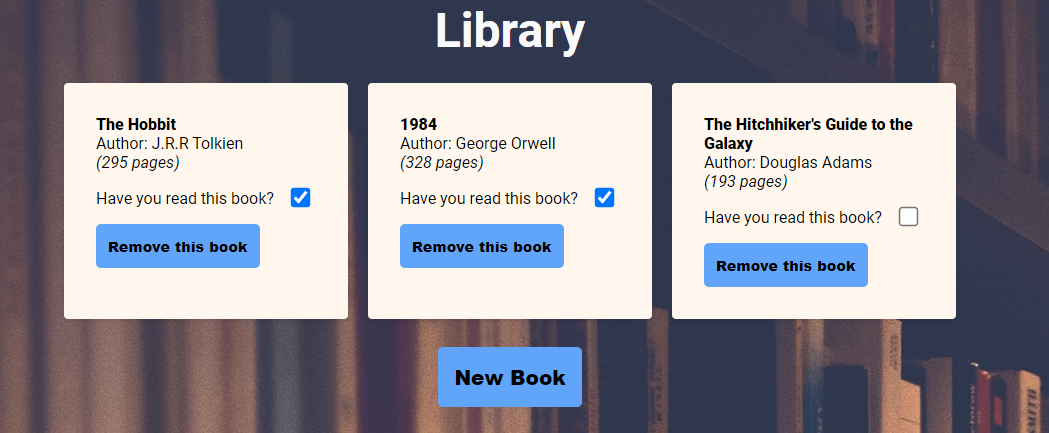 Library
The Hobbit
Author: J.R.R Tolkien
(295 pages)
Have you read this book?
Remove this book
1984
Author: George Orwell
(328 pages)
Have you read this book?
Remove this book
The Hitchhiker's Guide to the
Galaxy
Author: Douglas Adams
(193 pages)
Have you read this book?
Remove this book
New Book
SMITH